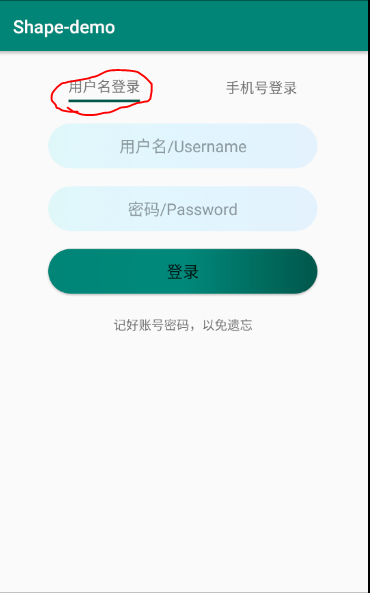 Shape-demo
用户名登录 手机号登录
用户名/Username
密码/Password
登录
记好账号密码，以免遗忘